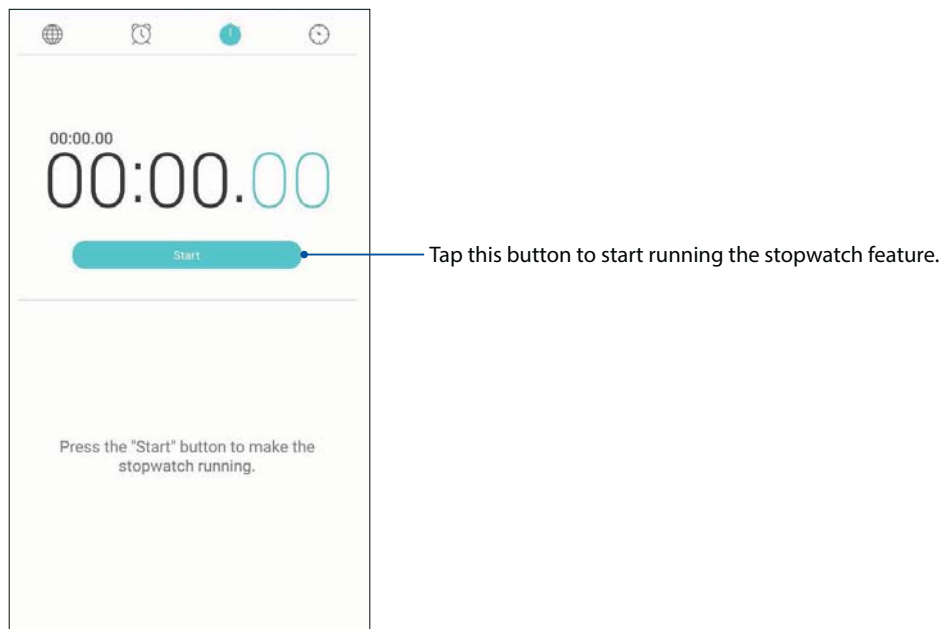 00:00.00
00:00.00
Start
Tap this button to start running the stopwatch feature.
Press the "Start" button to make the
stopwatch running.